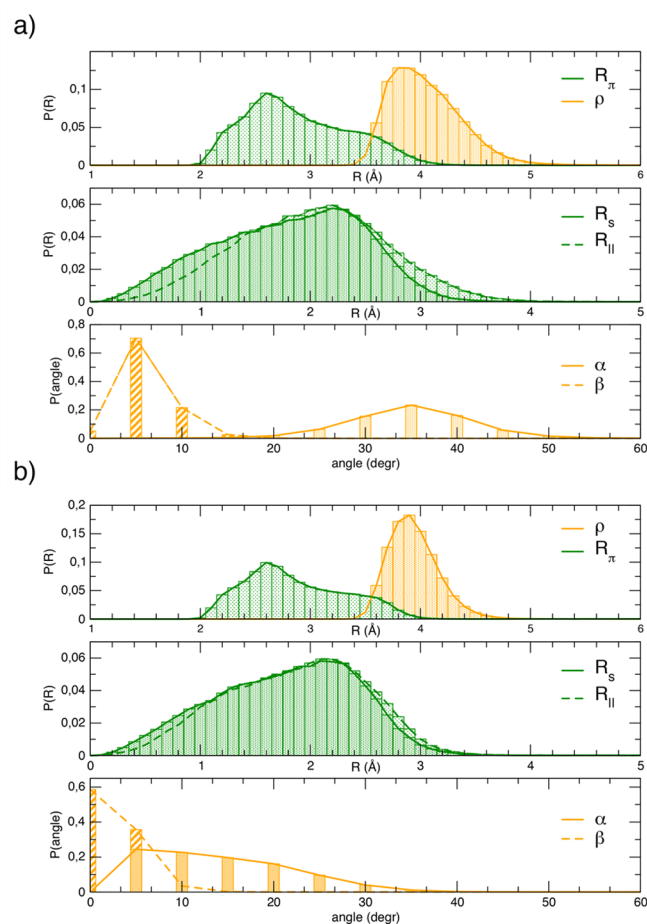 a)
P(R)
0,1
0,05
0
1 2 3 4 5 6
R (Å)
Rπ
ρ
P(R)
0,06
0,04
0,02
0,00
0 1 2 3 4 5
R (Å)
Rs
R||
P(angle)
0,8
0,6
0,4
0,2
0
0 10 20 30 40 50 60
angle (degr)
α
β
b)
P(R)
0,2
0,15
0,1
0,05
0
1 2 3 4 5 6
R (Å)
ρ
Rπ
P(R)
0,06
0,04
0,02
0,00
0 1 2 3 4 5
R (Å)
Rs
R||
P(angle)
0,6
0,4
0,2
0
0 10 20 30 40 50 60
angle (degr)
α
β